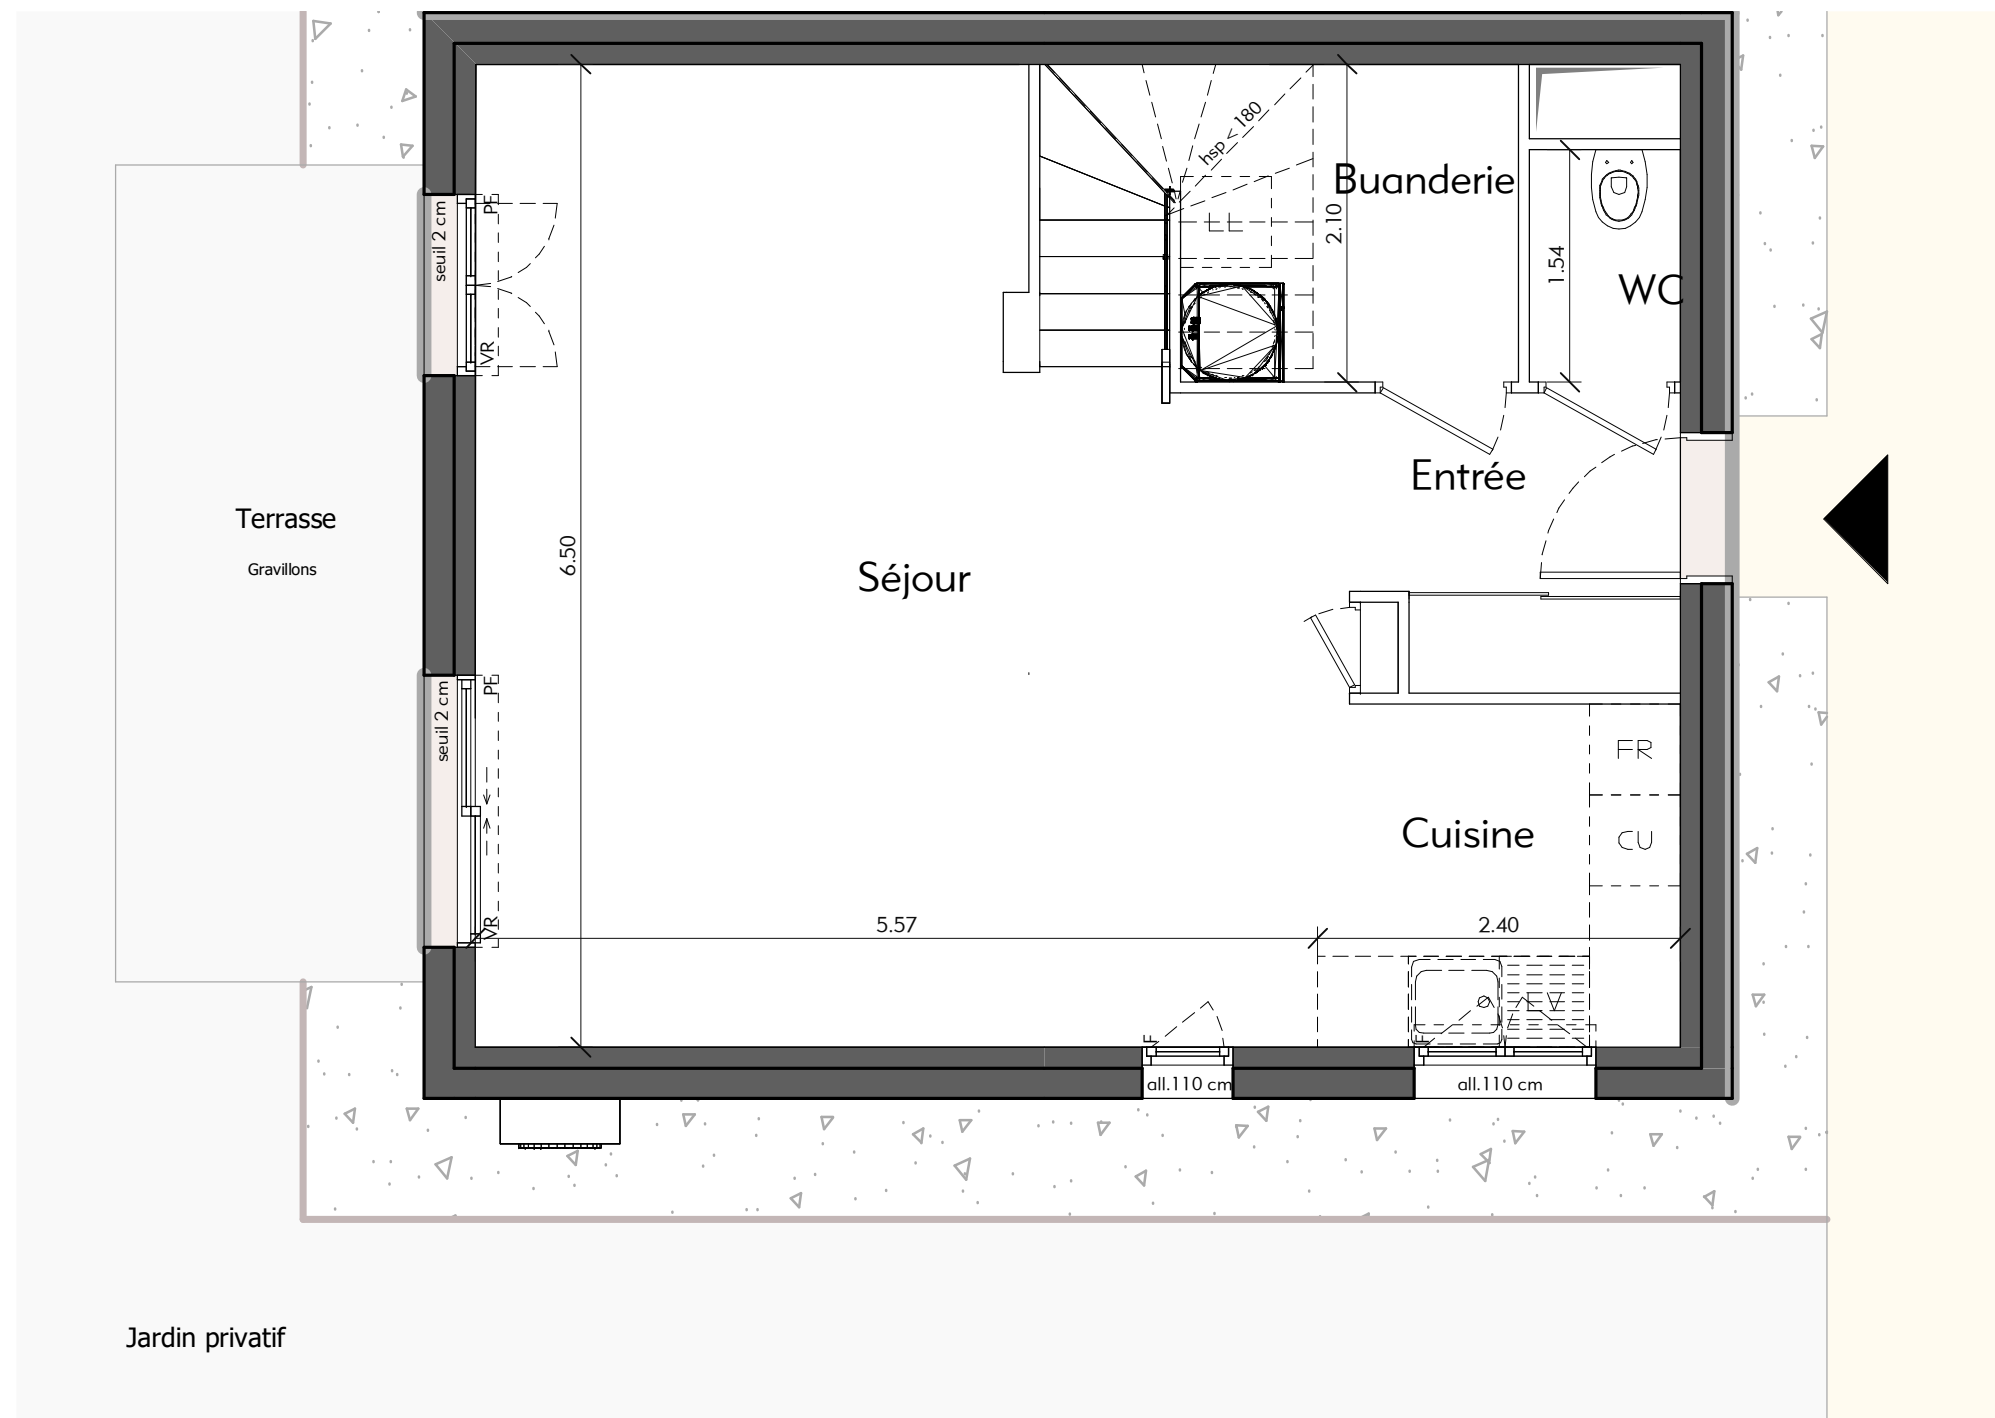 hsp < 180
Buanderie
PF
seuil 2 cm
LL
2.10
1.54
WC
VR
Entrée
Terrasse
6.50
Gravillons
Séjour
PF
seuil 2 cm
FR
Cuisine
CU
VR
5.57
2.40
LV
F
F
all.110 cm
all.110 cm
Jardin privatif